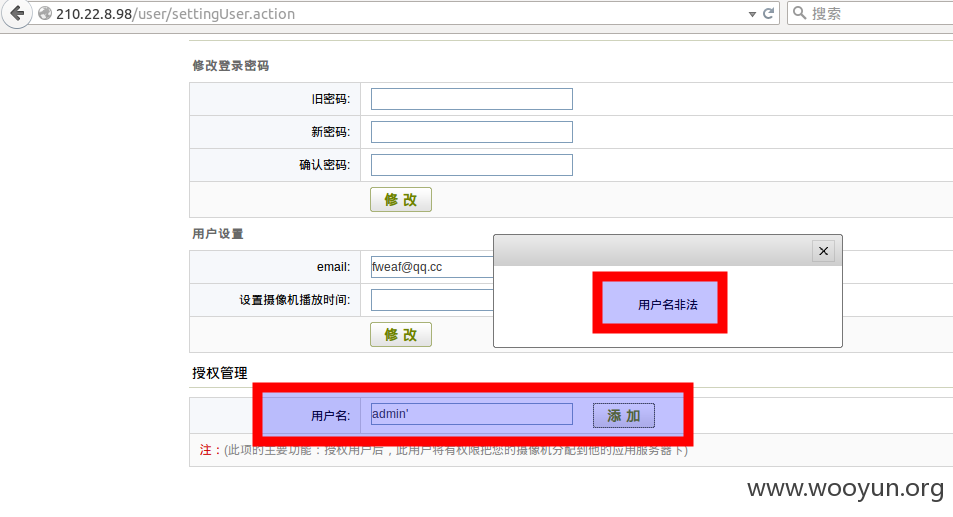 210.22.8.98/user/settingUser.action
搜索
修改登录密码
旧密码:
新密码:
确认密码:
修 改
用户设置
email: fweaf@qq.cc
设置摄像机播放时间:
修 改
用户名非法
授权管理
用户名: admin' 添 加
注：(此项的主要功能：授权用户后，此用户将有权限把您的摄像机分配到他的应用服务器下)
www.wooyun.org